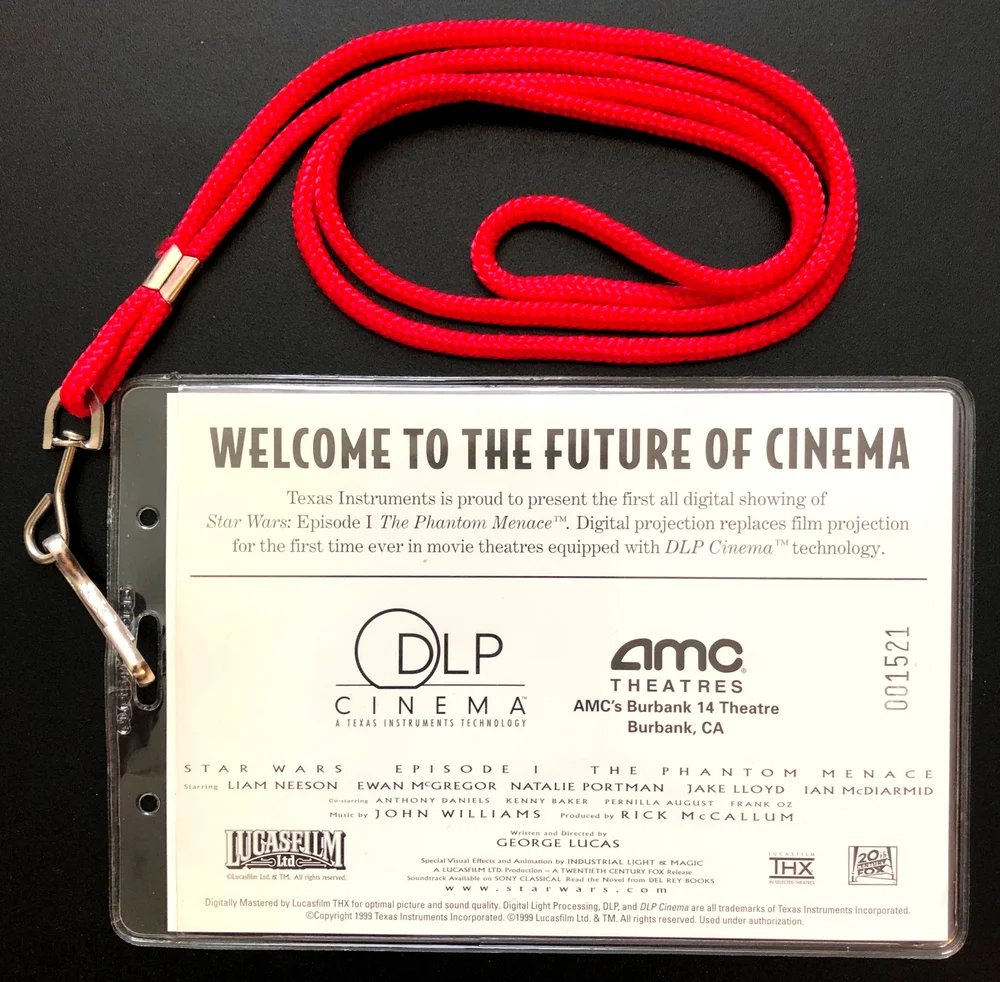 WELCOME TO THE FUTURE OF CINEMA
Texas Instruments is proud to present the first all digital showing of
Star Wars: Episode I The Phantom Menace™. Digital projection replaces film projection
for the first time ever in movie theatres equipped with DLP Cinema™ technology.
DLP
CINEMA™
A TEXAS INSTRUMENTS TECHNOLOGY
amc®
THEATRES
AMC's Burbank 14 Theatre
Burbank, CA
001521
STAR WARS EPISODE I THE PHANTOM MENACE
Starring LIAM NEESON EWAN McGREGOR NATALIE PORTMAN JAKE LLOYD IAN McDIARMID
Co-starring ANTHONY DANIELS KENNY BAKER PERNILLA AUGUST FRANK OZ
Music by JOHN WILLIAMS Produced by RICK McCALLUM
Written and Directed by
GEORGE LUCAS
LUCASFILM
Ltd
©Lucasfilm Ltd. & TM. All rights reserved.
Special Visual Effects and Animation by INDUSTRIAL LIGHT & MAGIC
A LUCASFILM LTD. Production – A TWENTIETH CENTURY FOX Release
Soundtrack Available on SONY CLASSICAL Read the Novel from DEL REY BOOKS
www.starwars.com
LUCASFILM
THX
IN SELECTED THEATRES
20th
CENTURY
FOX
Digitally Mastered by Lucasfilm THX for optimal picture and sound quality. Digital Light Processing, DLP, and DLP Cinema are all trademarks of Texas Instruments Incorporated.
©Copyright 1999 Texas Instruments Incorporated. ©1999 Lucasfilm Ltd. & TM. All rights reserved. Used under authorization.